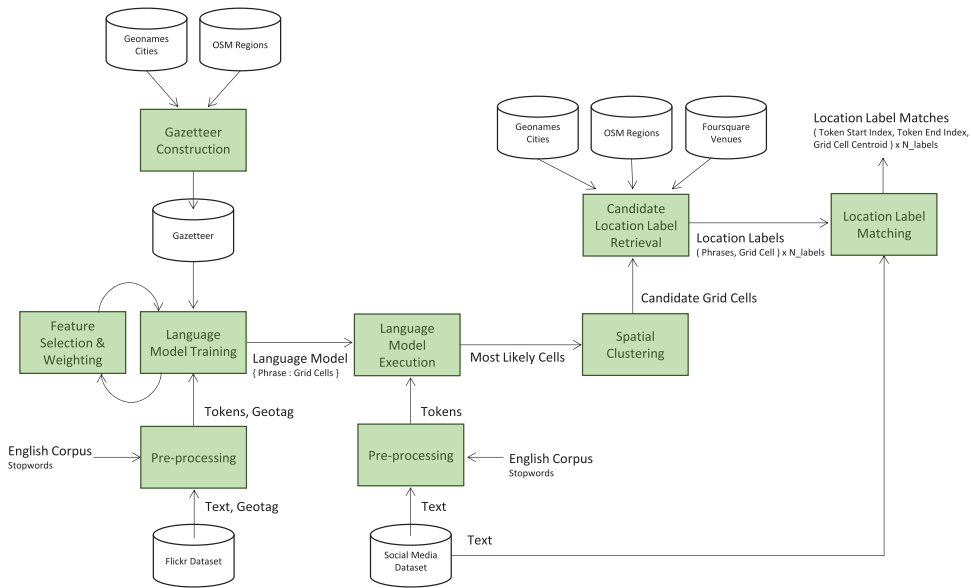 Geonames
Cities
OSM Regions
Gazetteer
Construction
Gazetteer
Feature
Selection &
Weighting
Language
Model Training
Language Model
{ Phrase : Grid Cells }
Tokens, Geotag
English Corpus
Stopwords
Pre-processing
Text, Geotag
Flickr Dataset
Language
Model
Execution
Most Likely Cells
Tokens
Pre-processing
English Corpus
Stopwords
Text
Social Media
Dataset
Text
Spatial
Clustering
Candidate Grid Cells
Geonames
Cities
OSM Regions
Foursquare
Venues
Candidate
Location Label
Retrieval
Location Labels
( Phrases, Grid Cell ) x N_labels
Location Label
Matching
Location Label Matches
( Token Start Index, Token End Index,
Grid Cell Centroid ) x N_labels